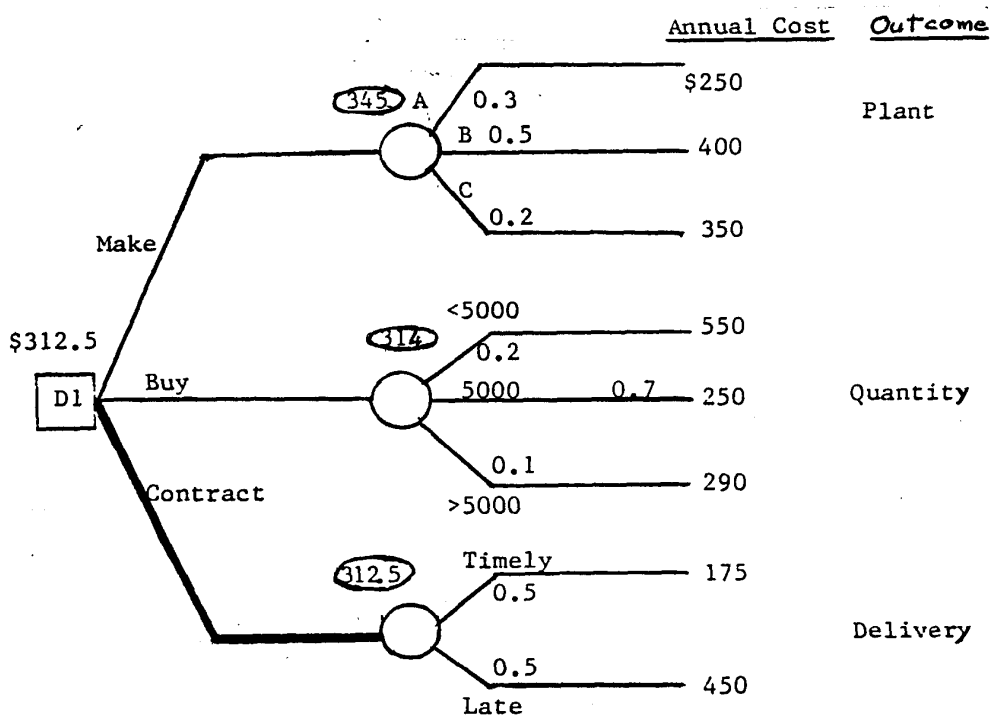 Annual Cost Outcome
$250
345 A 0.3
Plant
B 0.5 400
C
0.2 350
Make
<5000 550
$312.5 314 0.2
D1 Buy 5000 0.7 250 Quantity
0.1 290
Contract >5000
Timely 175
312.5 0.5
Delivery
0.5 450
Late